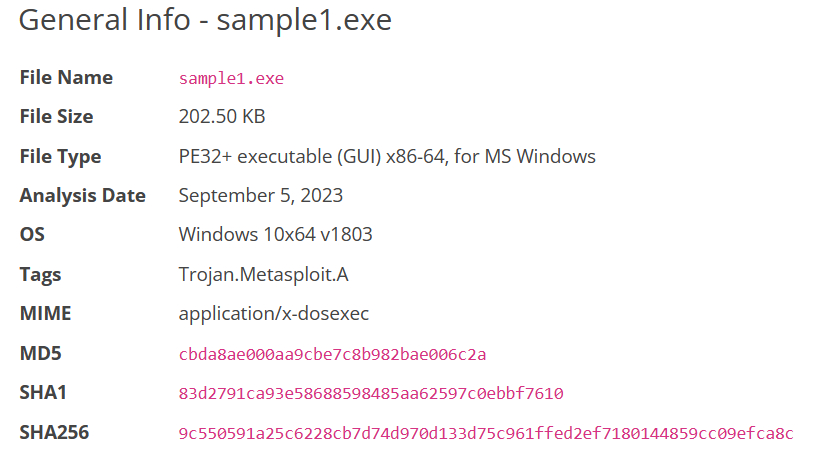 General Info - sample1.exe
File Name sample1.exe
File Size 202.50 KB
File Type PE32+ executable (GUI) x86-64, for MS Windows
Analysis Date September 5, 2023
OS Windows 10x64 v1803
Tags Trojan.Metasploit.A
MIME application/x-dosexec
MD5 cbda8ae000aa9cbe7c8b982bae006c2a
SHA1 83d2791ca93e58688598485aa62597c0ebbf7610
SHA256 9c550591a25c6228cb7d74d970d133d75c961ffed2ef7180144859cc09efca8c